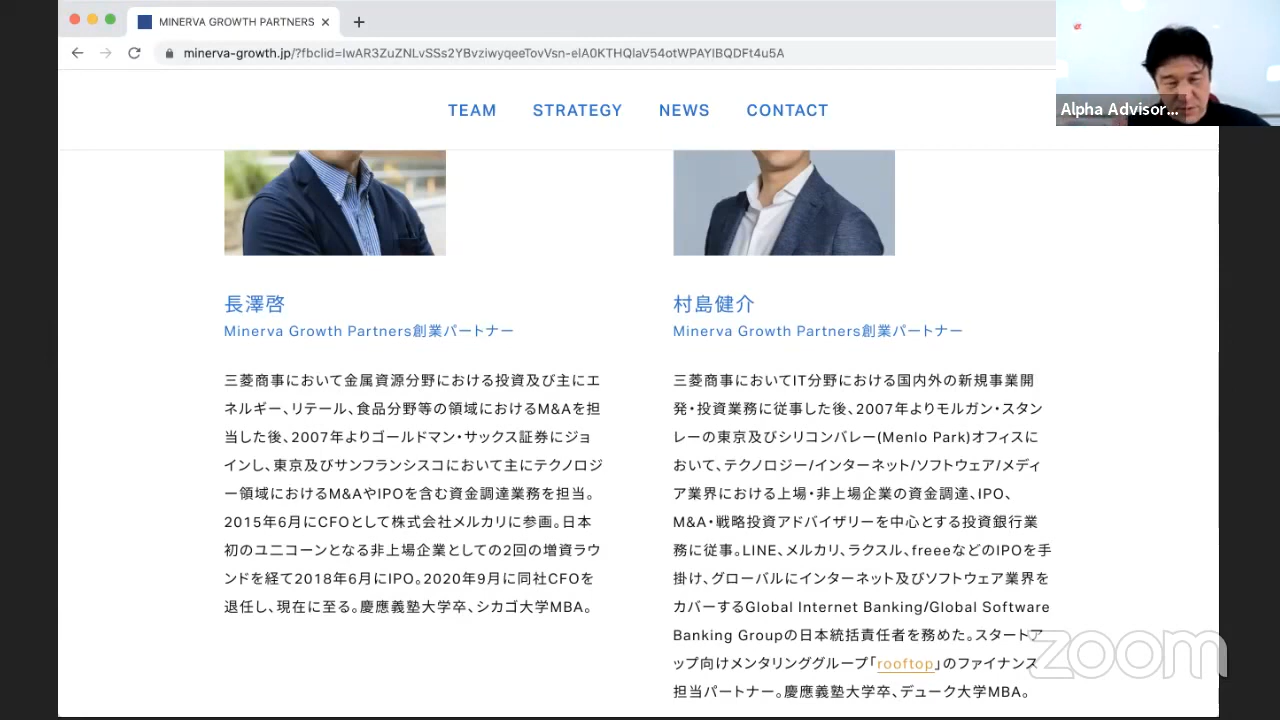 MINERVA GROWTH PARTNERS
minerva-growth.jp/?fbclid=IwAR3ZuZNLvSSs2YBvziwyqeeTovVsn-elA0KTHQlaV54otWPAYlBQDFt4u5A
Alpha Advisor...
TEAM STRATEGY NEWS CONTACT
長澤啓
Minerva Growth Partners創業パートナー
三菱商事において金属資源分野における投資及び主にエ
ネルギー、リテール、食品分野等の領域におけるM&Aを担
当した後、2007年よりゴールドマン・サックス証券にジョ
インし、東京及びサンフランシスコにおいて主にテクノロジ
ー領域におけるM&AやIPOを含む資金調達業務を担当。
2015年6月にCFOとして株式会社メルカリに参画。日本
初のユニコーンとなる非上場企業としての2回の増資ラウ
ンドを経て2018年6月にIPO。2020年9月に同社CFOを
退任し、現在に至る。慶應義塾大学卒、シカゴ大学MBA。
村島健介
Minerva Growth Partners創業パートナー
三菱商事においてIT分野における国内外の新規事業開
発・投資業務に従事した後、2007年よりモルガン・スタン
レーの東京及びシリコンバレー(Menlo Park)オフィスに
おいて、テクノロジー/インターネット/ソフトウェア/メディ
ア業界における上場・非上場企業の資金調達、IPO、
M&A・戦略投資アドバイザリーを中心とする投資銀行業
務に従事。LINE、メルカリ、ラクスル、freeeなどのIPOを手
掛け、グローバルにインターネット及びソフトウェア業界を
カバーするGlobal Internet Banking/Global Software
Banking Groupの日本統括責任者を務めた。スタートア
ップ向けメンタリンググループ「rooftop」のファイナンス
担当パートナー。慶應義塾大学卒、デューク大学MBA。
zoom